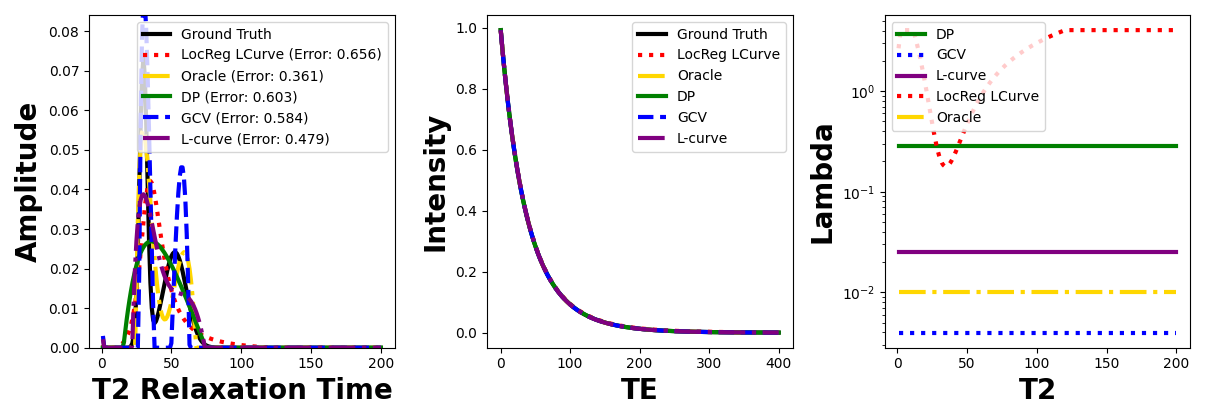 Amplitude
0.08
0.07
0.06
0.05
0.04
0.03
0.02
0.01
0.00
Ground Truth
LocReg LCurve (Error: 0.656)
Oracle (Error: 0.361)
DP (Error: 0.603)
GCV (Error: 0.584)
L-curve (Error: 0.479)
0 50 100 150 200
T2 Relaxation Time
Intensity
1.0
0.8
0.6
0.4
0.2
0.0
Ground Truth
LocReg LCurve
Oracle
DP
GCV
L-curve
0 100 200 300 400
TE
Lambda
10⁰
10⁻¹
10⁻²
DP
GCV
L-curve
LocReg LCurve
Oracle
0 50 100 150 200
T2